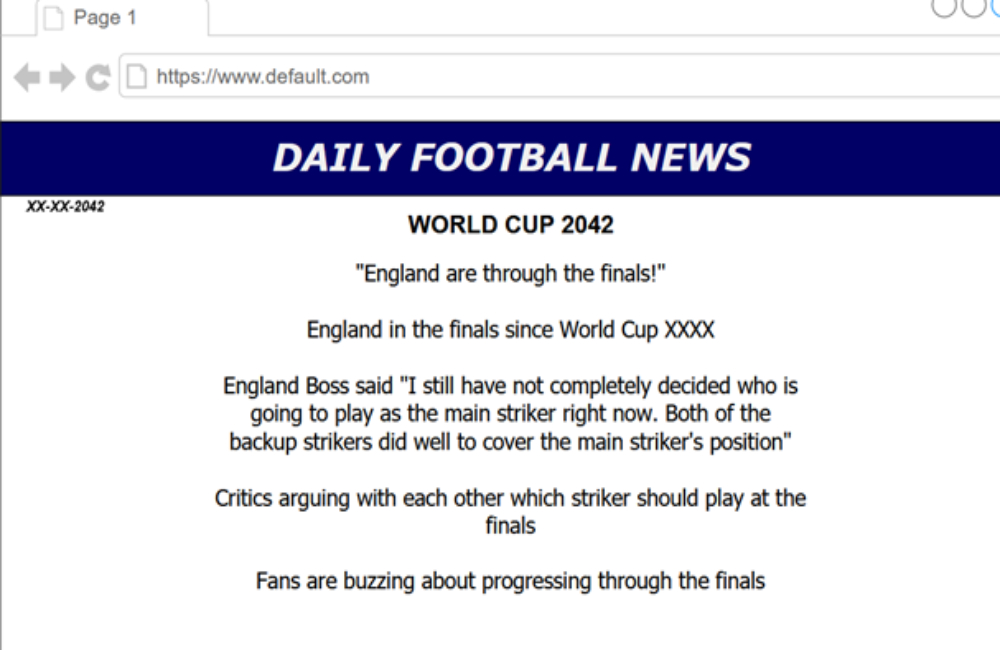 Page 1
https://www.default.com
DAILY FOOTBALL NEWS
XX-XX-2042
WORLD CUP 2042
"England are through the finals!"
England in the finals since World Cup XXXX
England Boss said "I still have not completely decided who is
going to play as the main striker right now. Both of the
backup strikers did well to cover the main striker's position"
Critics arguing with each other which striker should play at the
finals
Fans are buzzing about progressing through the finals